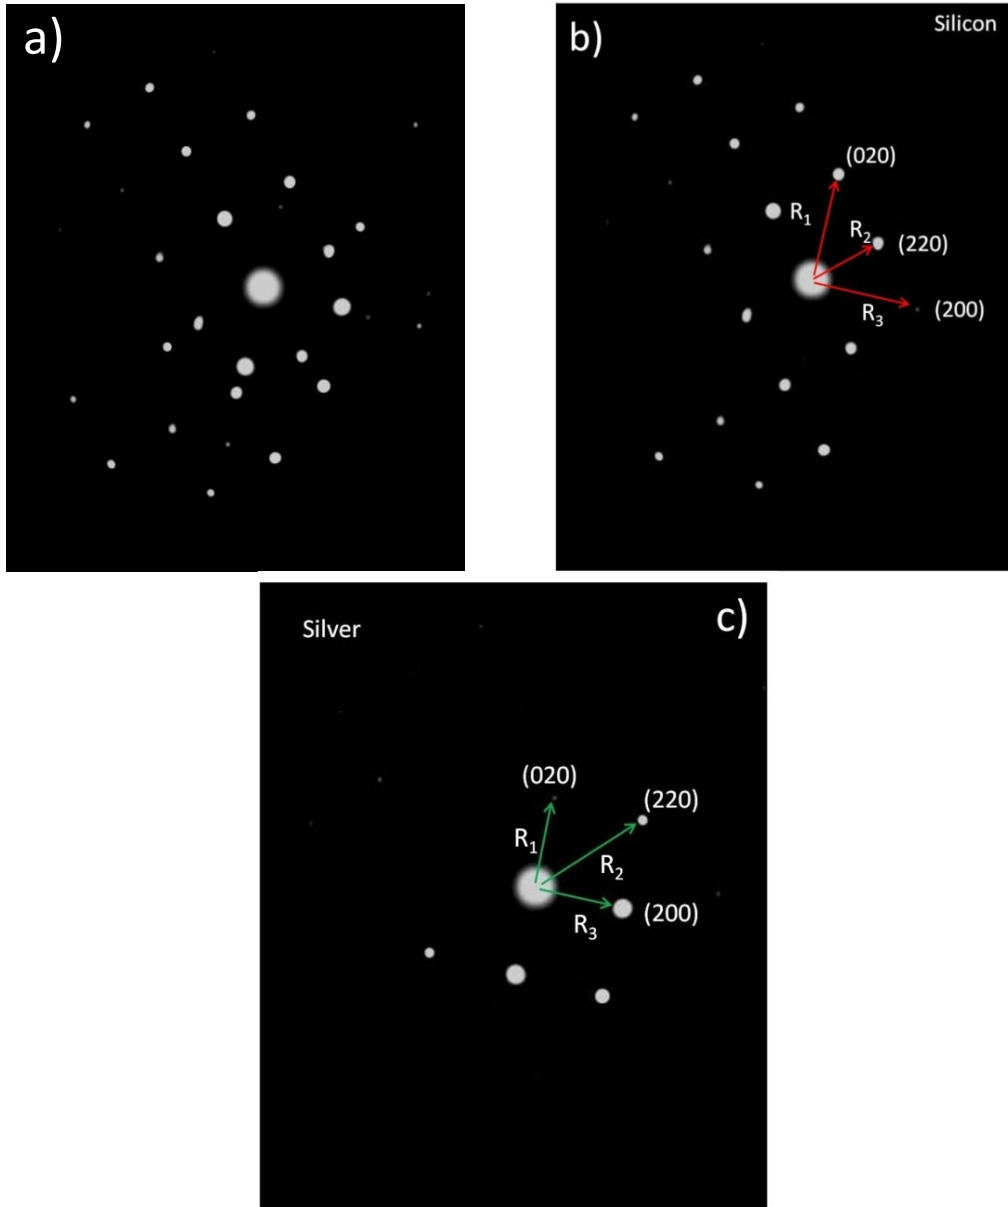 a)
b)
Silicon
(020)
R1
R2
(220)
(200)
R3
Silver
c)
(020)
(220)
R1
R2
(200)
R3